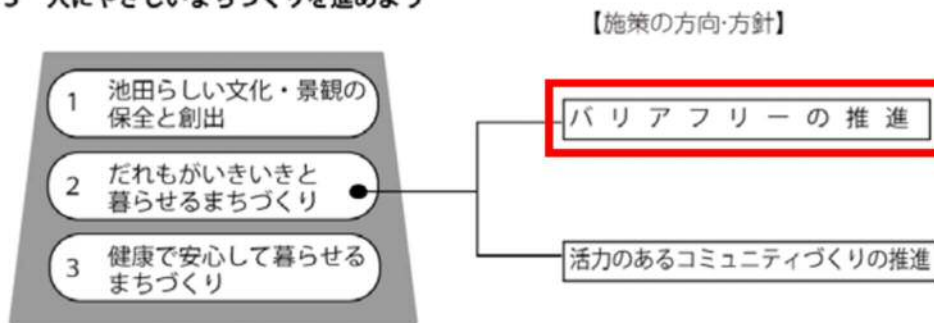 人にやさしいまちづくりを進めよう
【施策の方向・方針】
1 池田らしい文化・景観の
保全と創出
2 だれもがいきいきと
暮らせるまちづくり
3 健康で安心して暮らせる
まちづくり
バリアフリーの推進
活力のあるコミュニティづくりの推進